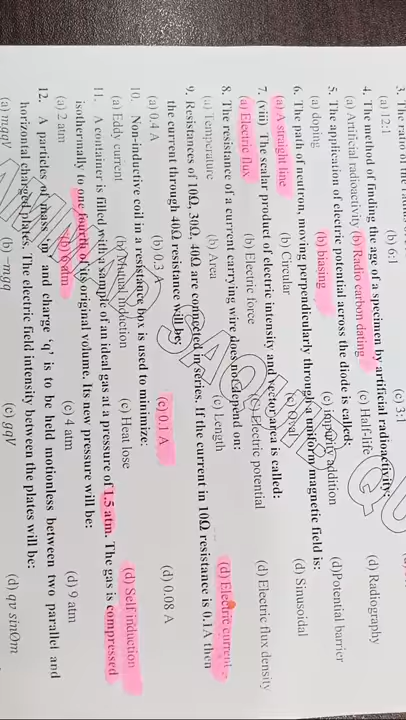 3. The ratio of the
(a) 12:1 (b) 6:1 (c) 3:1
4. The method of finding the age of a specimen by artificial radioactivity:
(a) Artificial radioactivity (b) Radio carbon dating (c) Half-life (d) Radiography
5. The application of electric potential across the diode is called:
(a) doping (b) biasing (c) impurity addition (d)Potential barrier
6. The path of neutron, moving perpendicularly through a uniform magnetic field is:
(a) A straight line (b) Circular (c) Oval (d) Sinusoidal
7. (viii) The scalar product of electric intensity and vector area is called:
(a) Electric flux (b) Electric force (c) Electric potential (d) Electric flux density
8. The resistance of a current carrying wire does not depend on:
(a) Temperature (b) Area (c) Length (d) Electric current
9. Resistances of 10Ω, 30Ω, 40Ω are connected in series. If the current in 10Ω resistance is 0.1A then
the current through 40Ω resistance will be:
(a) 0.4 A (b) 0.3 A (c) 0.1 A (d) 0.08 A
10. Non-inductive coil in a resistance box is used to minimize:
(a) Eddy current (b) Mutual induction (c) Heat lose (d) Self induction
11. A container is filled with a sample of an ideal gas at a pressure of 1.5 atm. The gas is compressed
isothermally to one fourth of its original volume. Its new pressure will be:
(a) 2 atm (b) 6 atm (c) 4 atm (d) 9 atm
12. A particles of mass 'm' and charge 'q' is to be held motionless between two parallel and
horizontal charged plates. The electric field intensity between the plates will be:
(a) mgqV (b) −mgq (c) gqV (d) qv sinΘm